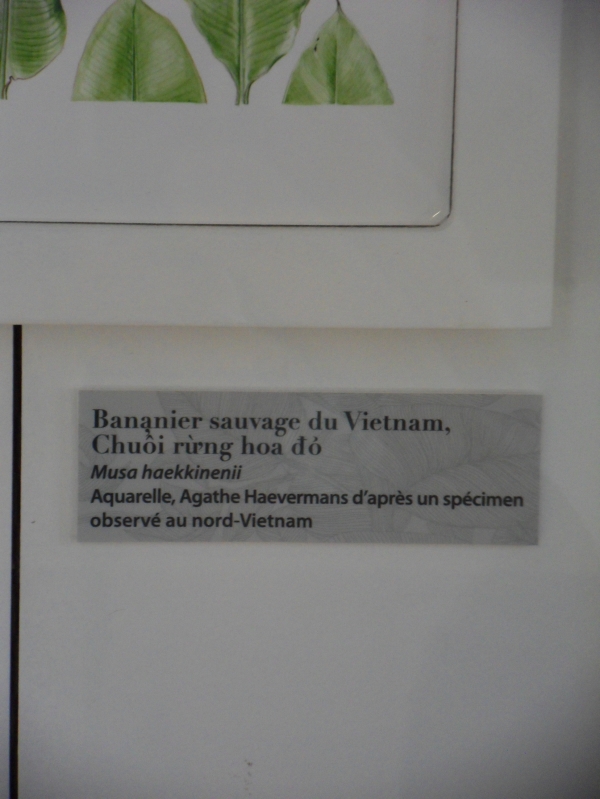 Bananier sauvage du Vietnam,
Chuối rừng hoa đỏ
Musa haekkinenii
Aquarelle, Agathe Haevermans d'après un spécimen
observé au nord-Vietnam